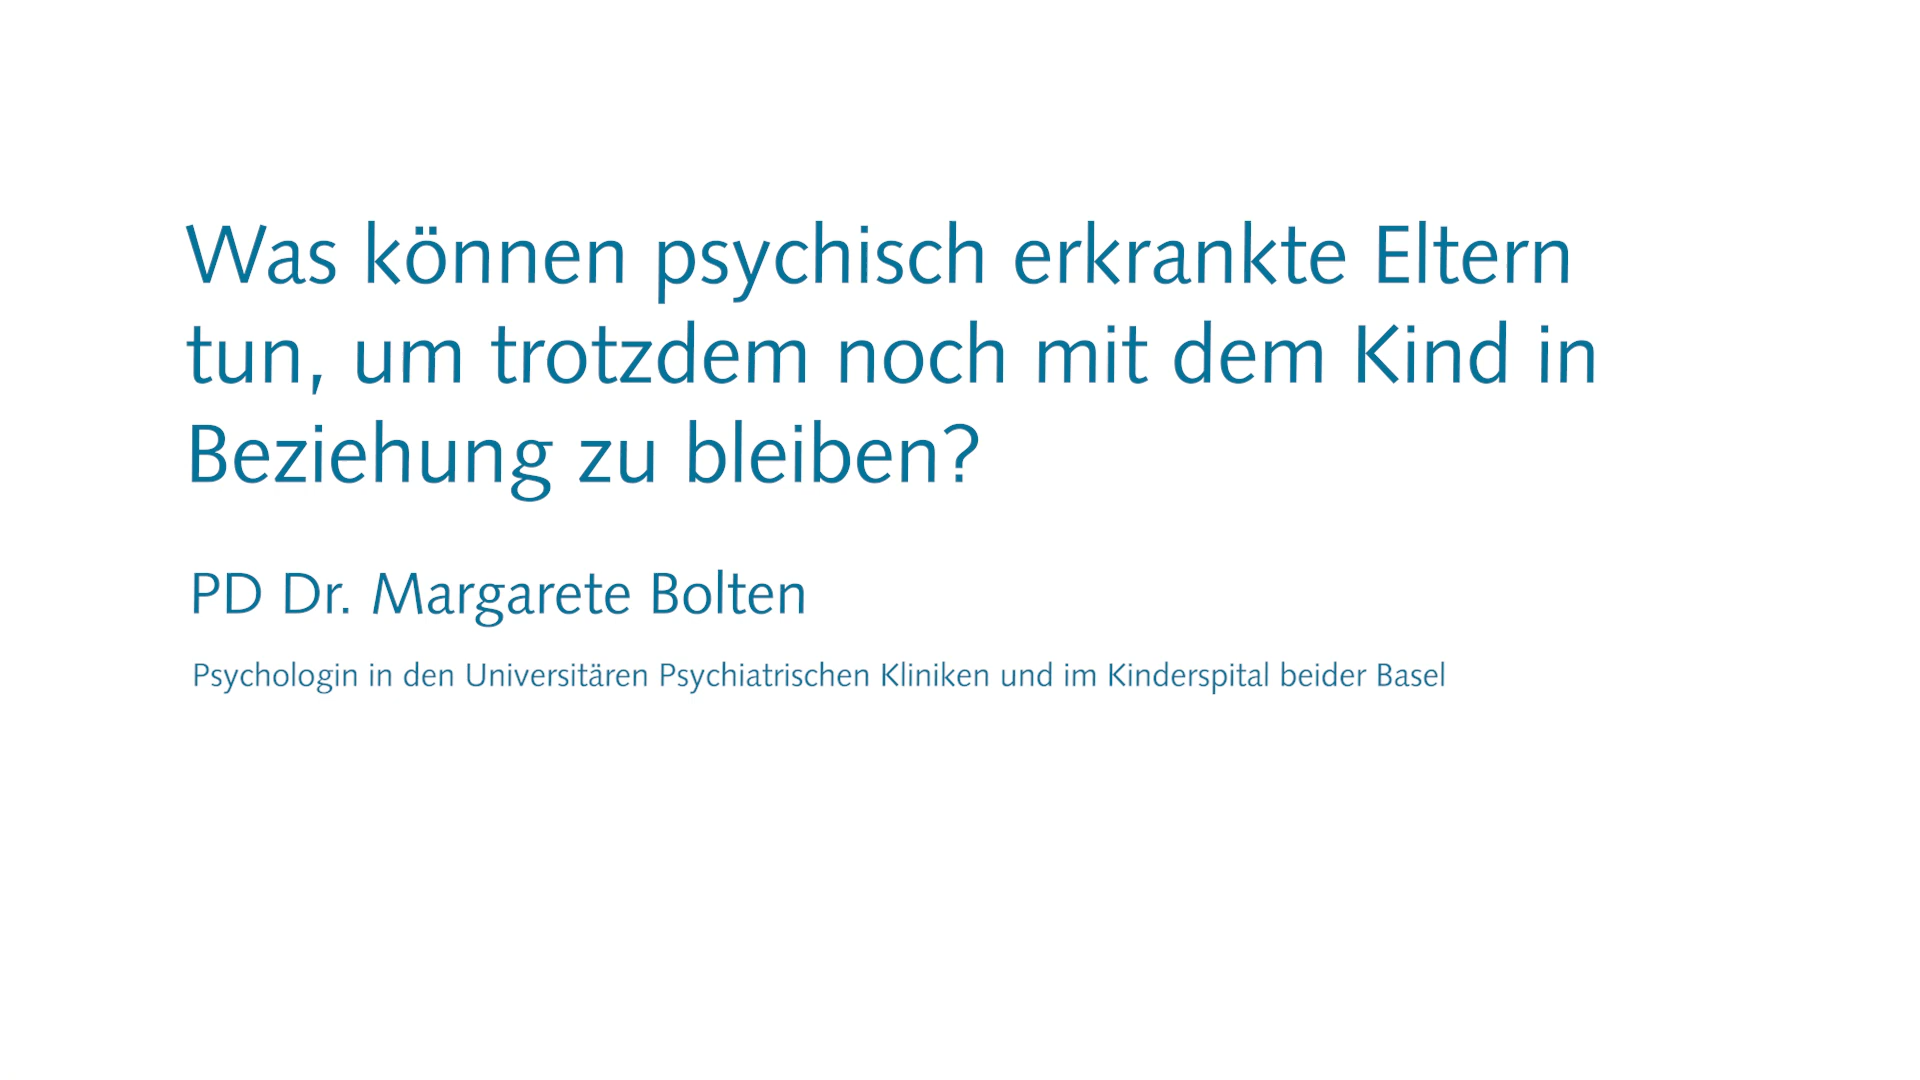 Was können psychisch erkrankte Eltern
tun, um trotzdem noch mit dem Kind in
Beziehung zu bleiben?
PD Dr. Margarete Bolten
Psychologin in den Universitären Psychiatrischen Kliniken und im Kinderspital beider Basel